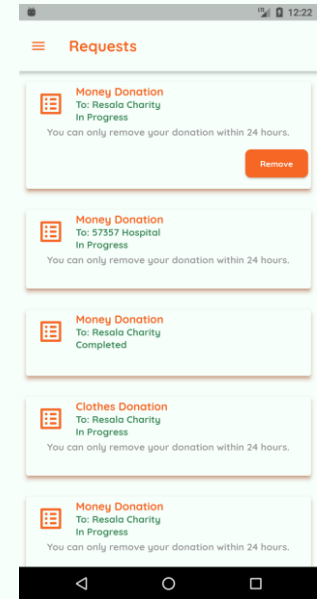 12:22
Requests
Money Donation
To: Resala Charity
In Progress
You can only remove your donation within 24 hours.
Remove
Money Donation
To: 57357 Hospital
In Progress
You can only remove your donation within 24 hours.
Money Donation
To: Resala Charity
Completed
Clothes Donation
To: Resala Charity
In Progress
You can only remove your donation within 24 hours.
Money Donation
To: Resala Charity
In Progress
You can only remove your donation within 24 hours.